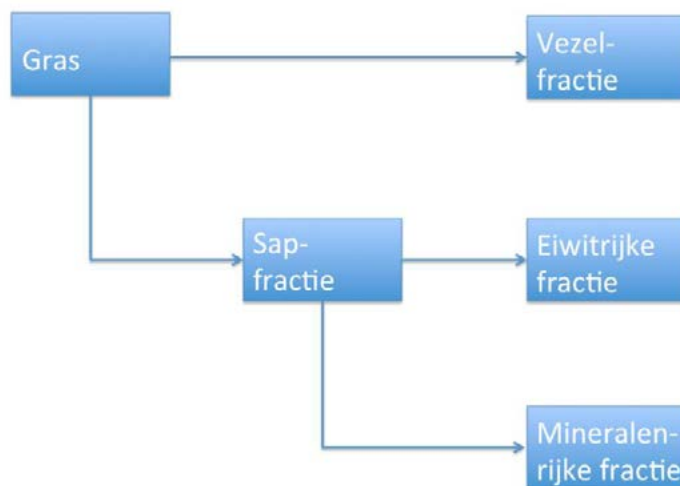 Gras
Vezel-
fractie
Sap-
fractie
Eiwitrijke
fractie
Mineralen-
rijke fractie